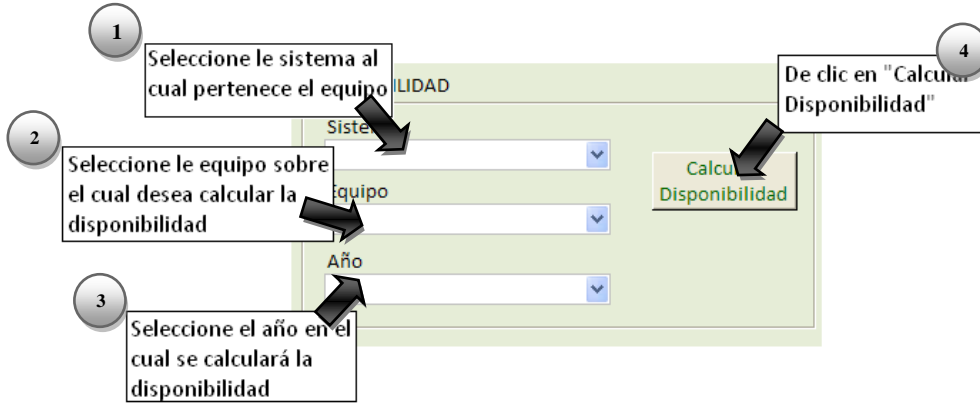 1
Seleccione le sistema al
cual pertenece el equipo
4
De clic en "Calcular
Disponibilidad"
ILIDAD
Sistem
2
Seleccione le equipo sobre
el cual desea calcular la
disponibilidad
Equipo
Calcu
Disponibilidad
Año
3
Seleccione el año en el
cual se calculará la
disponibilidad